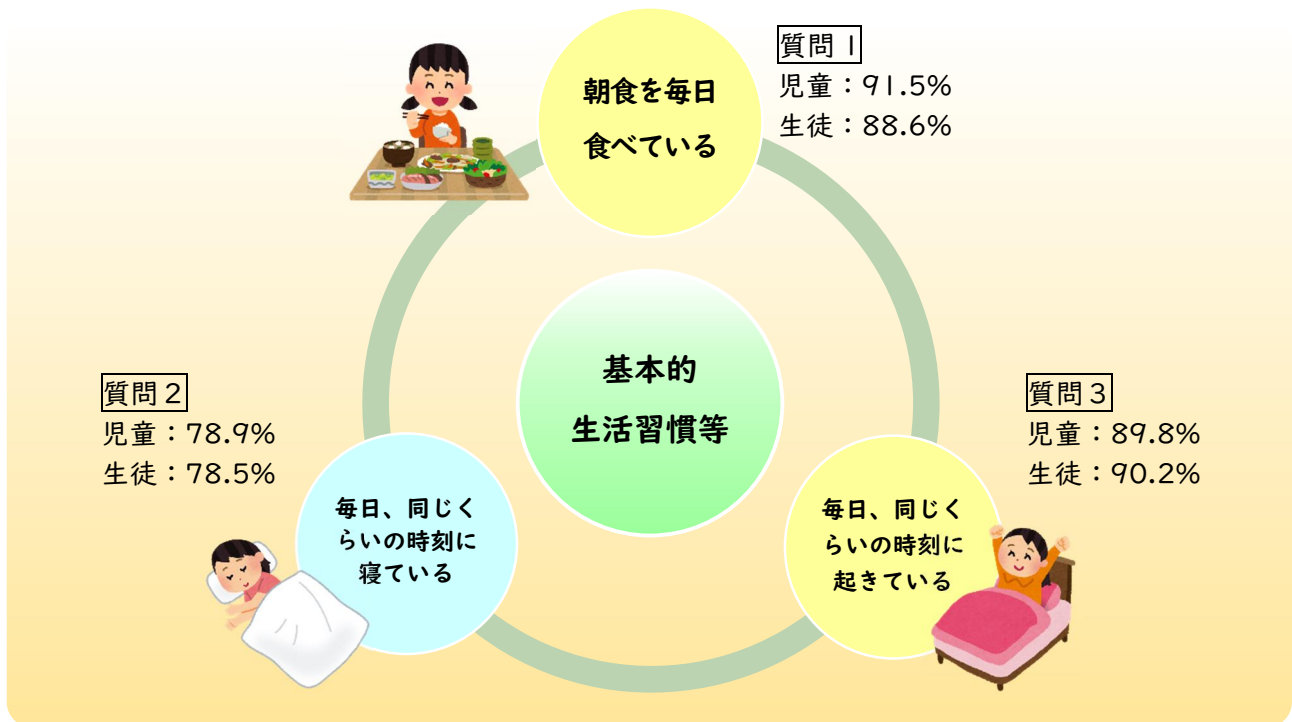 朝食を毎日
食べている
質問1
児童：91.5%
生徒：88.6%
基本的
生活習慣等
質問2
児童：78.9%
生徒：78.5%
毎日、同じく
らいの時刻に
寝ている
質問3
児童：89.8%
生徒：90.2%
毎日、同じく
らいの時刻に
起きている